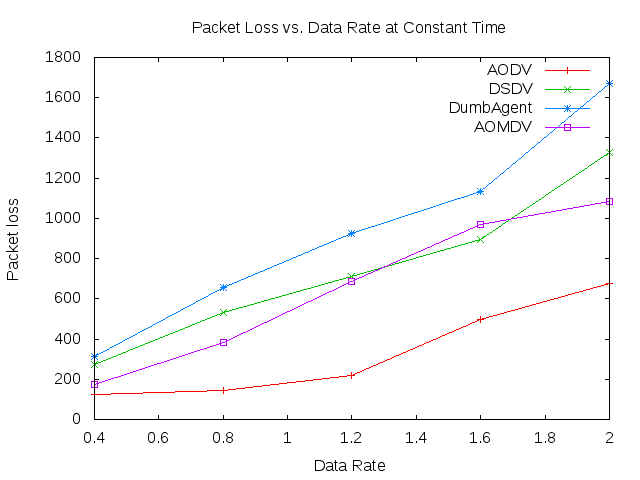 Packet Loss vs. Data Rate at Constant Time
1800
1600
1400
1200
1000
800
600
400
200
0
Packet loss
AODV
DSDV
DumbAgent
AOMDV
0.4 0.6 0.8 1 1.2 1.4 1.6 1.8 2
Data Rate